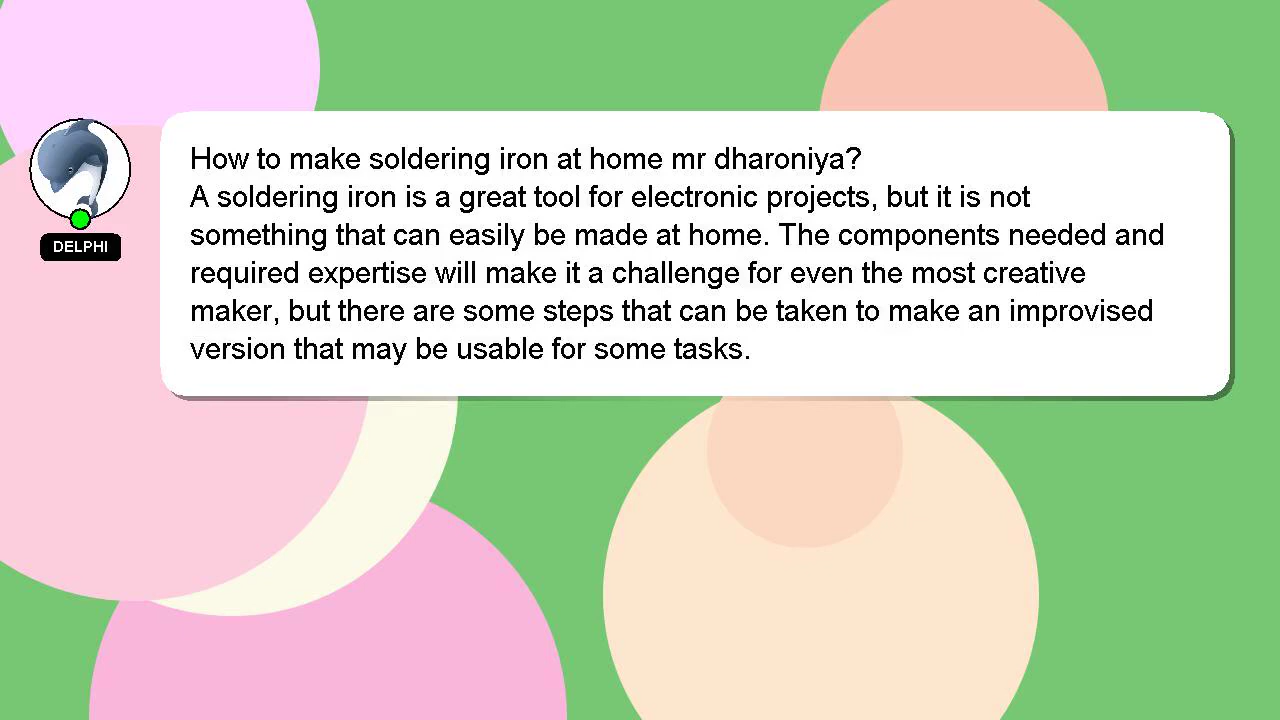 How to make soldering iron at home mr dharoniya?
A soldering iron is a great tool for electronic projects, but it is not
something that can easily be made at home. The components needed and
required expertise will make it a challenge for even the most creative
maker, but there are some steps that can be taken to make an improvised
version that may be usable for some tasks.
DELPHI